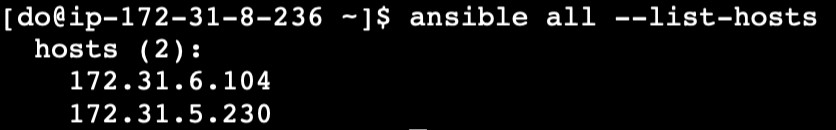 [do@ip-172-31-8-236 ~]$ ansible all --list-hosts
hosts (2):
172.31.6.104
172.31.5.230